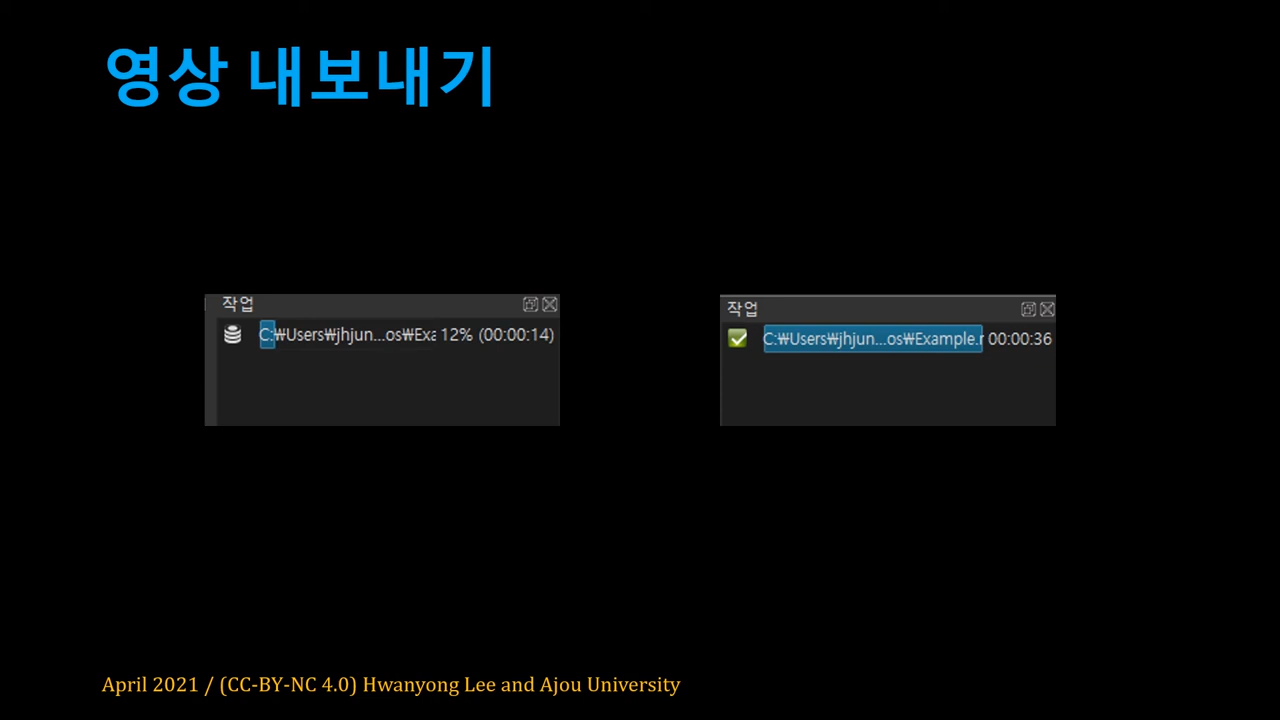 영상 내보내기
작업
C:₩Users₩jhjun...os₩Exa 12% (00:00:14)
작업
C:₩Users₩jhjun...os₩Example.r 00:00:36
April 2021 / (CC-BY-NC 4.0) Hwanyong Lee and Ajou University